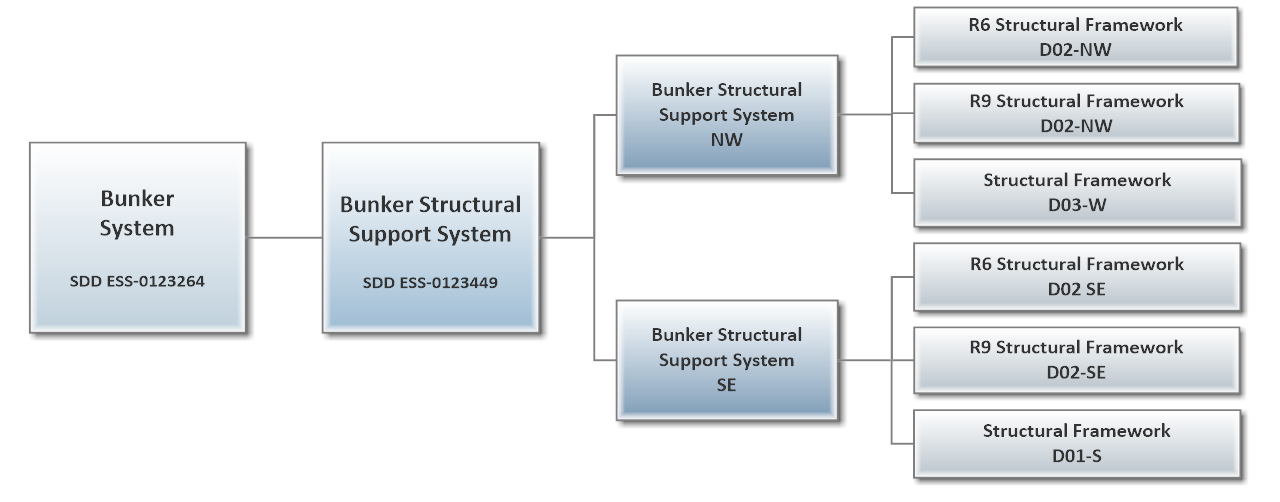 Bunker
System
SDD ESS-0123264
Bunker Structural
Support System
SDD ESS-0123449
Bunker Structural
Support System
NW
R6 Structural Framework
D02-NW
R9 Structural Framework
D02-NW
Structural Framework
D03-W
Bunker Structural
Support System
SE
R6 Structural Framework
D02 SE
R9 Structural Framework
D02-SE
Structural Framework
D01-S